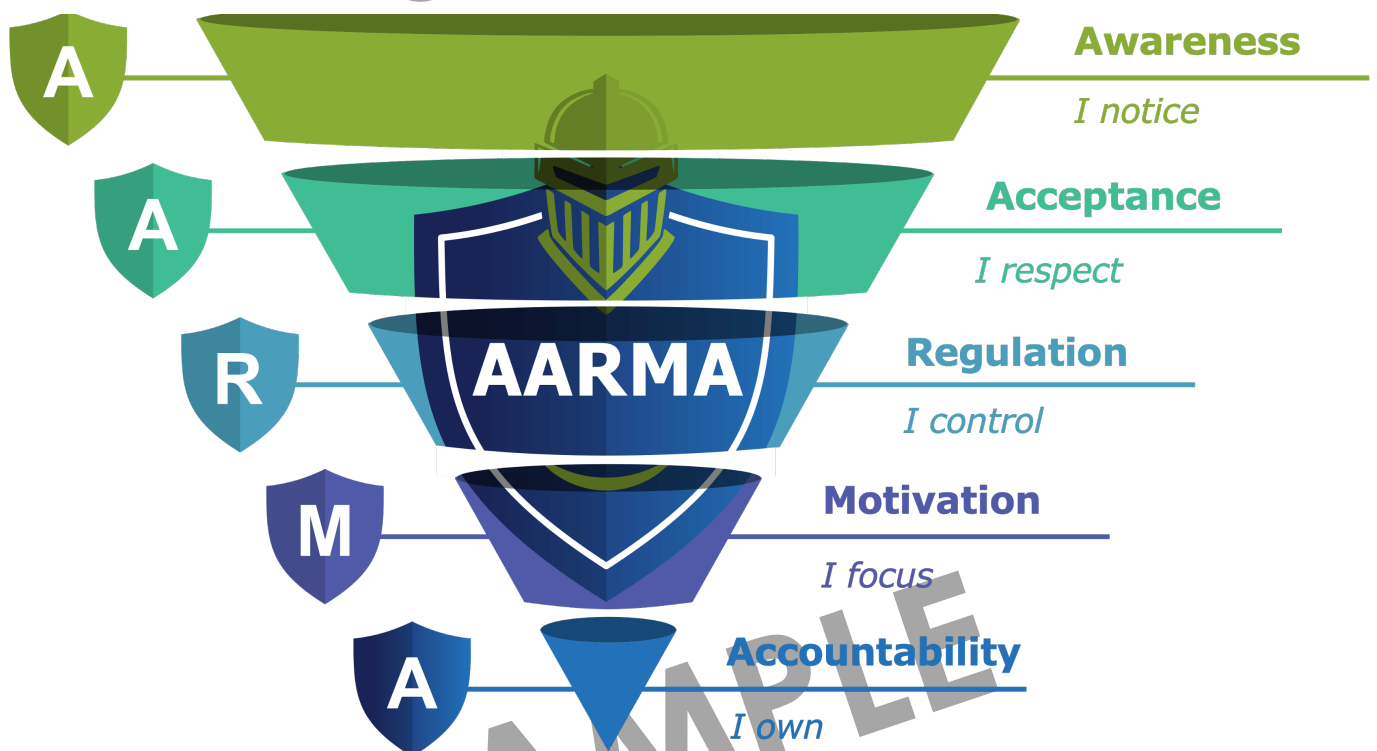 A
Awareness
I notice
A
Acceptance
I respect
R
AARMA
Regulation
I control
M
Motivation
I focus
A
Accountability
I own